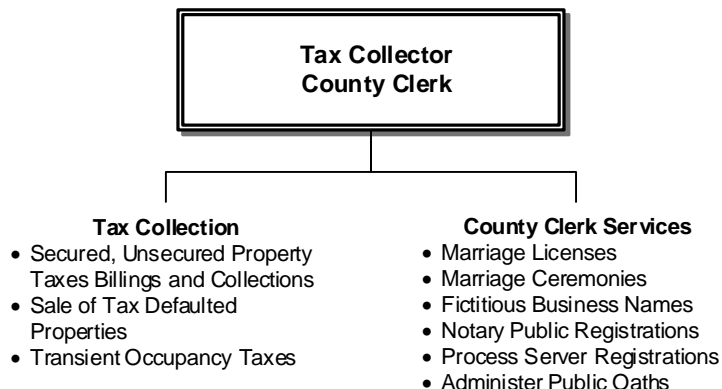 Tax Collector
County Clerk
Tax Collection
• Secured, Unsecured Property
Taxes Billings and Collections
• Sale of Tax Defaulted
Properties
• Transient Occupancy Taxes
County Clerk Services
• Marriage Licenses
• Marriage Ceremonies
• Fictitious Business Names
• Notary Public Registrations
• Process Server Registrations
• Administer Public Oaths